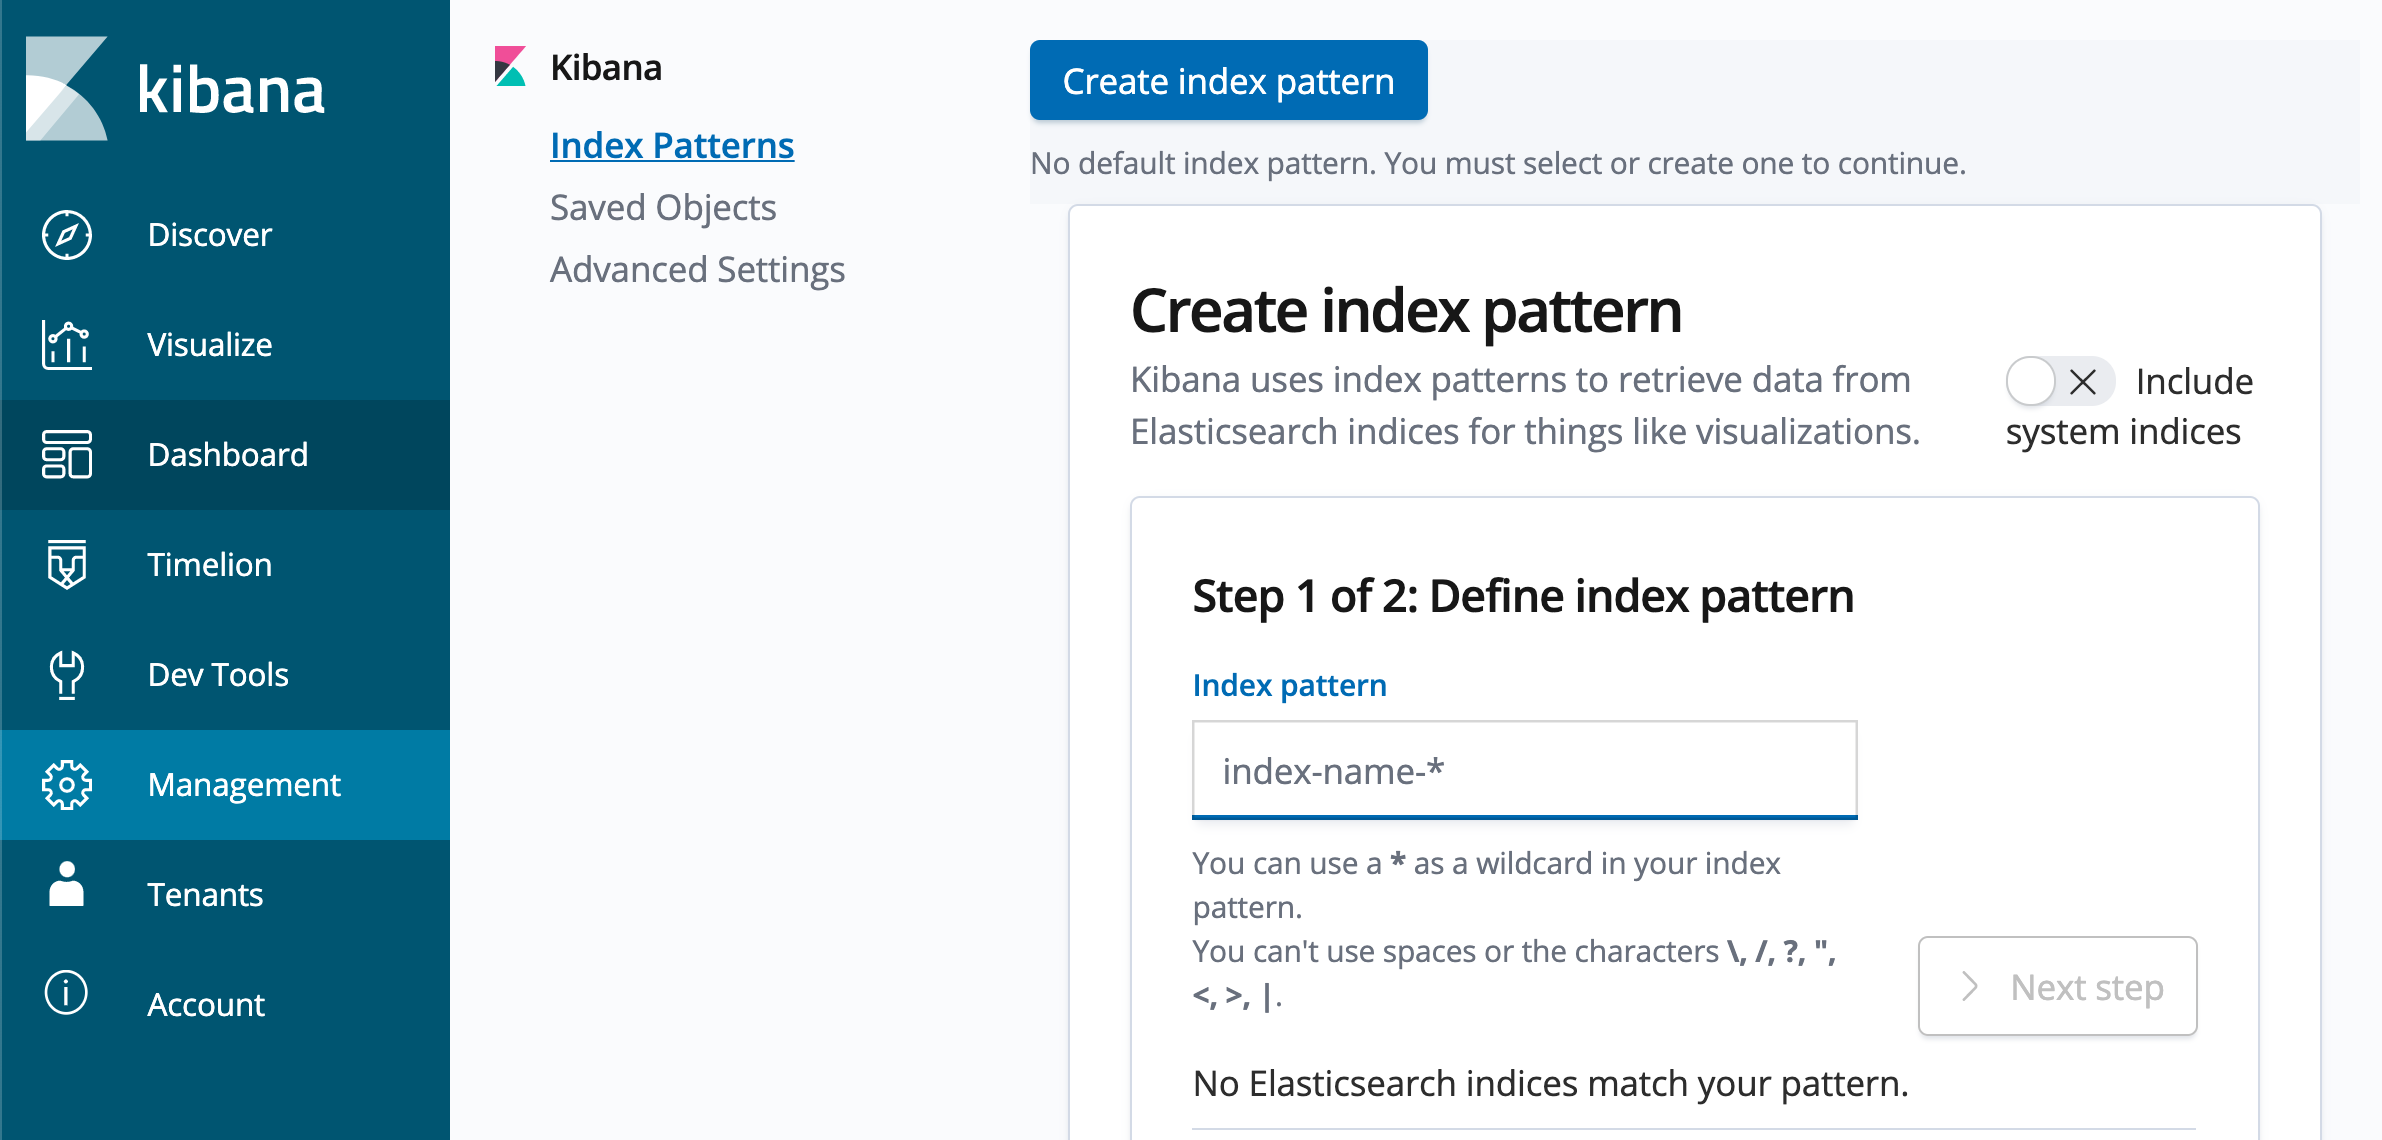 kibana
Discover
Visualize
Dashboard
Timelion
Dev Tools
Management
Tenants
Account
Kibana
Index Patterns
Saved Objects
Advanced Settings
Create index pattern
No default index pattern. You must select or create one to continue.
Create index pattern
Kibana uses index patterns to retrieve data from
Elasticsearch indices for things like visualizations.
Include
system indices
Step 1 of 2: Define index pattern
Index pattern
index-name-*
You can use a * as a wildcard in your index
pattern.
You can't use spaces or the characters \, /, ?, ",
<, >, |.
Next step
No Elasticsearch indices match your pattern.